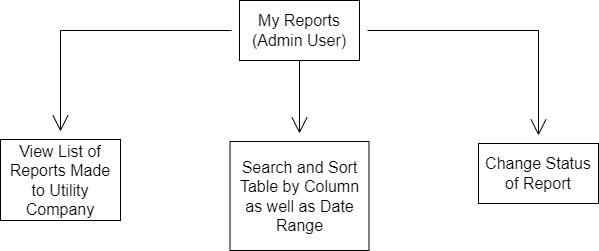 My Reports
(Admin User)
View List of
Reports Made
to Utility
Company
Search and Sort
Table by Column
as well as Date
Range
Change Status
of Report